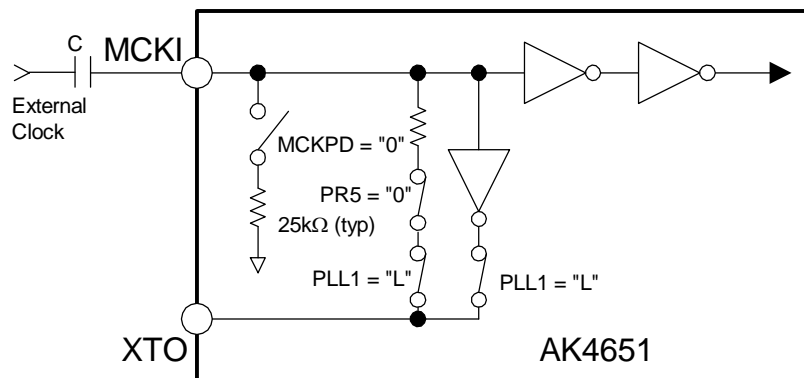 C
MCKI
External
Clock
MCKPD = "0"
PR5 = "0"
25kΩ (typ)
PLL1 = "L"
PLL1 = "L"
XTO
AK4651